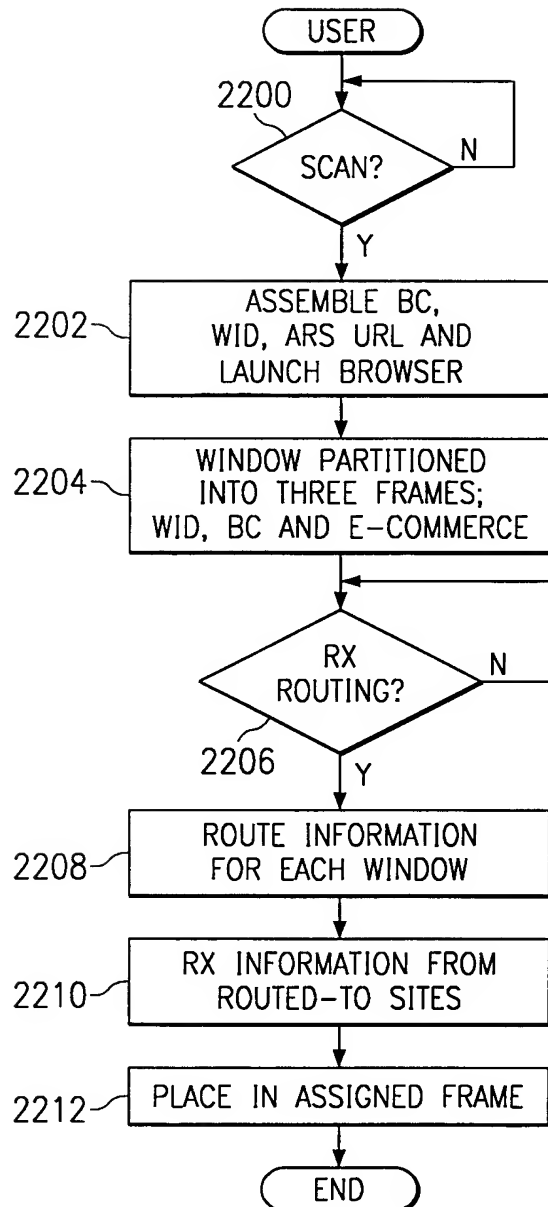 USER
2200
SCAN?
N
Y
2202
ASSEMBLE BC,
WID, ARS URL AND
LAUNCH BROWSER
2204
WINDOW PARTITIONED
INTO THREE FRAMES;
WID, BC AND E-COMMERCE
RX
ROUTING?
N
2206
Y
2208
ROUTE INFORMATION
FOR EACH WINDOW
2210
RX INFORMATION FROM
ROUTED-TO SITES
2212
PLACE IN ASSIGNED FRAME
END